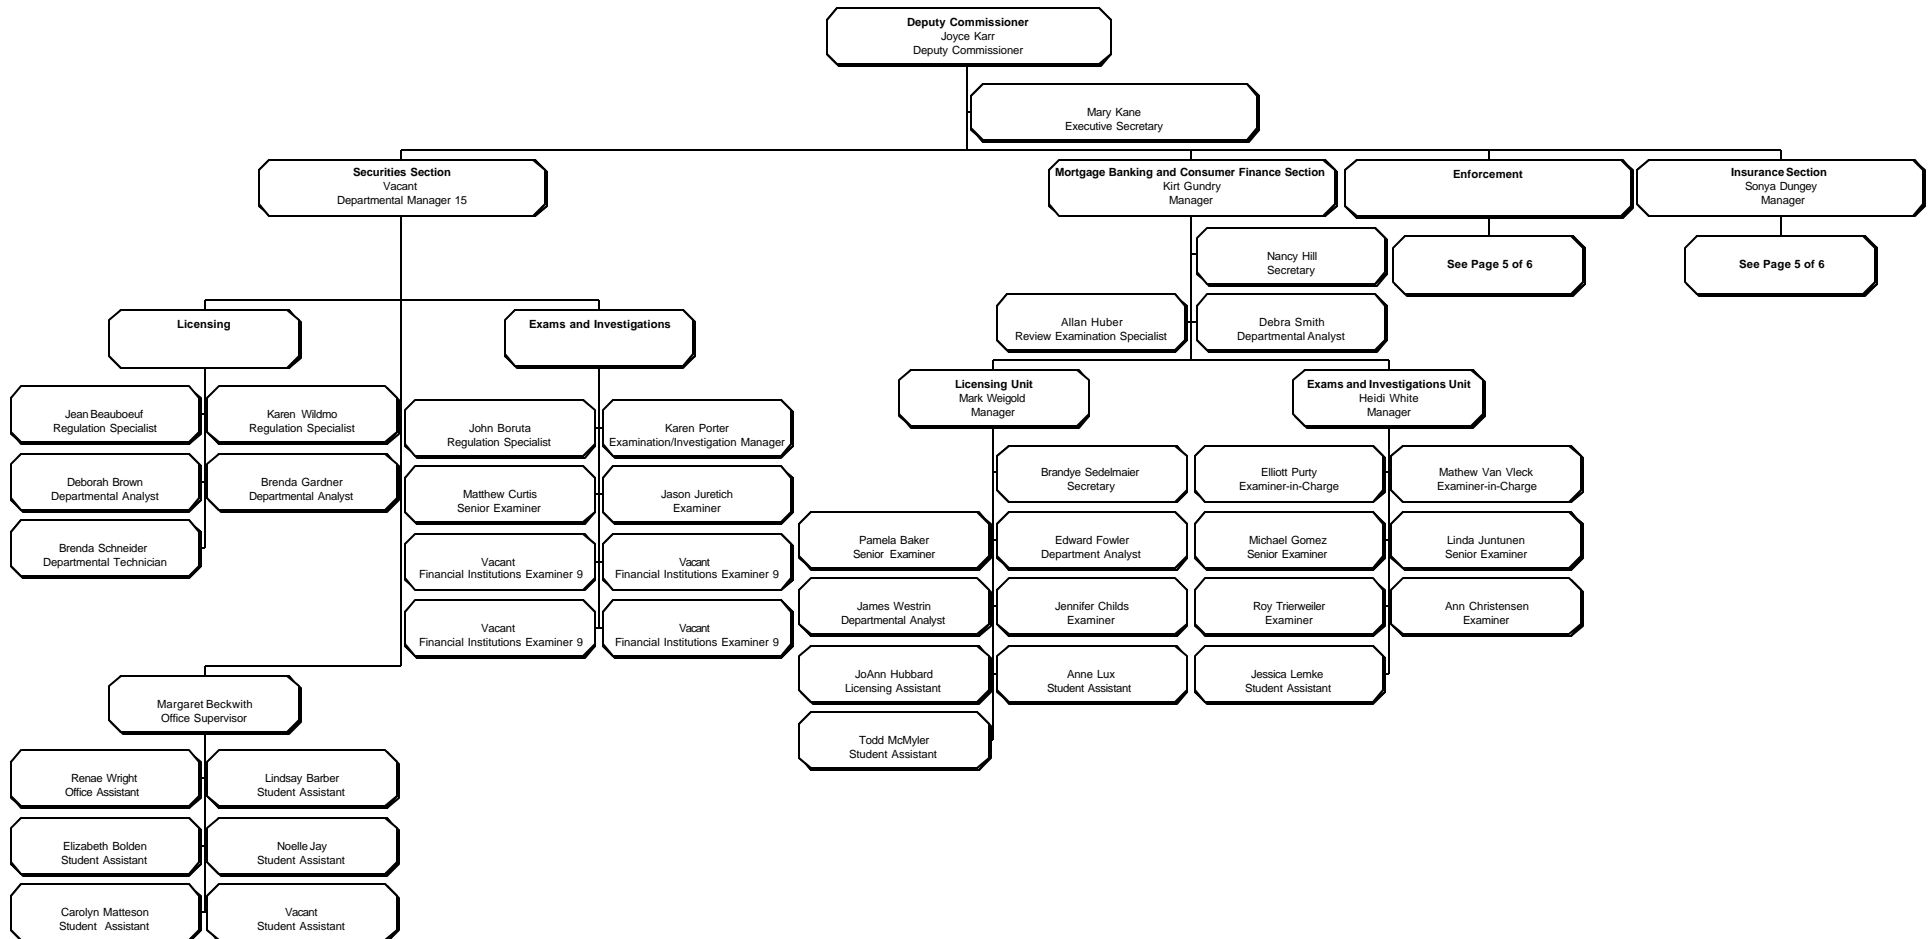 Deputy Commissioner
Joyce Karr
Deputy Commissioner
Mary Kane
Executive Secretary
Securities Section
Vacant
Departmental Manager 15
Mortgage Banking and Consumer Finance Section
Kirt Gundry
Manager
Enforcement
Insurance Section
Sonya Dungey
Manager
See Page 5 of 6
See Page 5 of 6
Nancy Hill
Secretary
Allan Huber
Review Examination Specialist
Debra Smith
Departmental Analyst
Licensing
Exams and Investigations
Jean Beauboeuf
Regulation Specialist
Karen Wildmo
Regulation Specialist
Deborah Brown
Departmental Analyst
Brenda Gardner
Departmental Analyst
Brenda Schneider
Departmental Technician
John Boruta
Regulation Specialist
Karen Porter
Examination/Investigation Manager
Matthew Curtis
Senior Examiner
Jason Juretich
Examiner
Vacant
Financial Institutions Examiner 9
Vacant
Financial Institutions Examiner 9
Vacant
Financial Institutions Examiner 9
Vacant
Financial Institutions Examiner 9
Margaret Beckwith
Office Supervisor
Renae Wright
Office Assistant
Lindsay Barber
Student Assistant
Elizabeth Bolden
Student Assistant
Noelle Jay
Student Assistant
Carolyn Matteson
Student Assistant
Vacant
Student Assistant
Licensing Unit
Mark Weigold
Manager
Brandye Sedelmaier
Secretary
Pamela Baker
Senior Examiner
Edward Fowler
Department Analyst
James Westrin
Departmental Analyst
Jennifer Childs
Examiner
JoAnn Hubbard
Licensing Assistant
Anne Lux
Student Assistant
Todd McMyler
Student Assistant
Exams and Investigations Unit
Heidi White
Manager
Elliott Purty
Examiner-in-Charge
Mathew Van Vleck
Examiner-in-Charge
Michael Gomez
Senior Examiner
Linda Juntunen
Senior Examiner
Roy Trierweiler
Examiner
Ann Christensen
Examiner
Jessica Lemke
Student Assistant